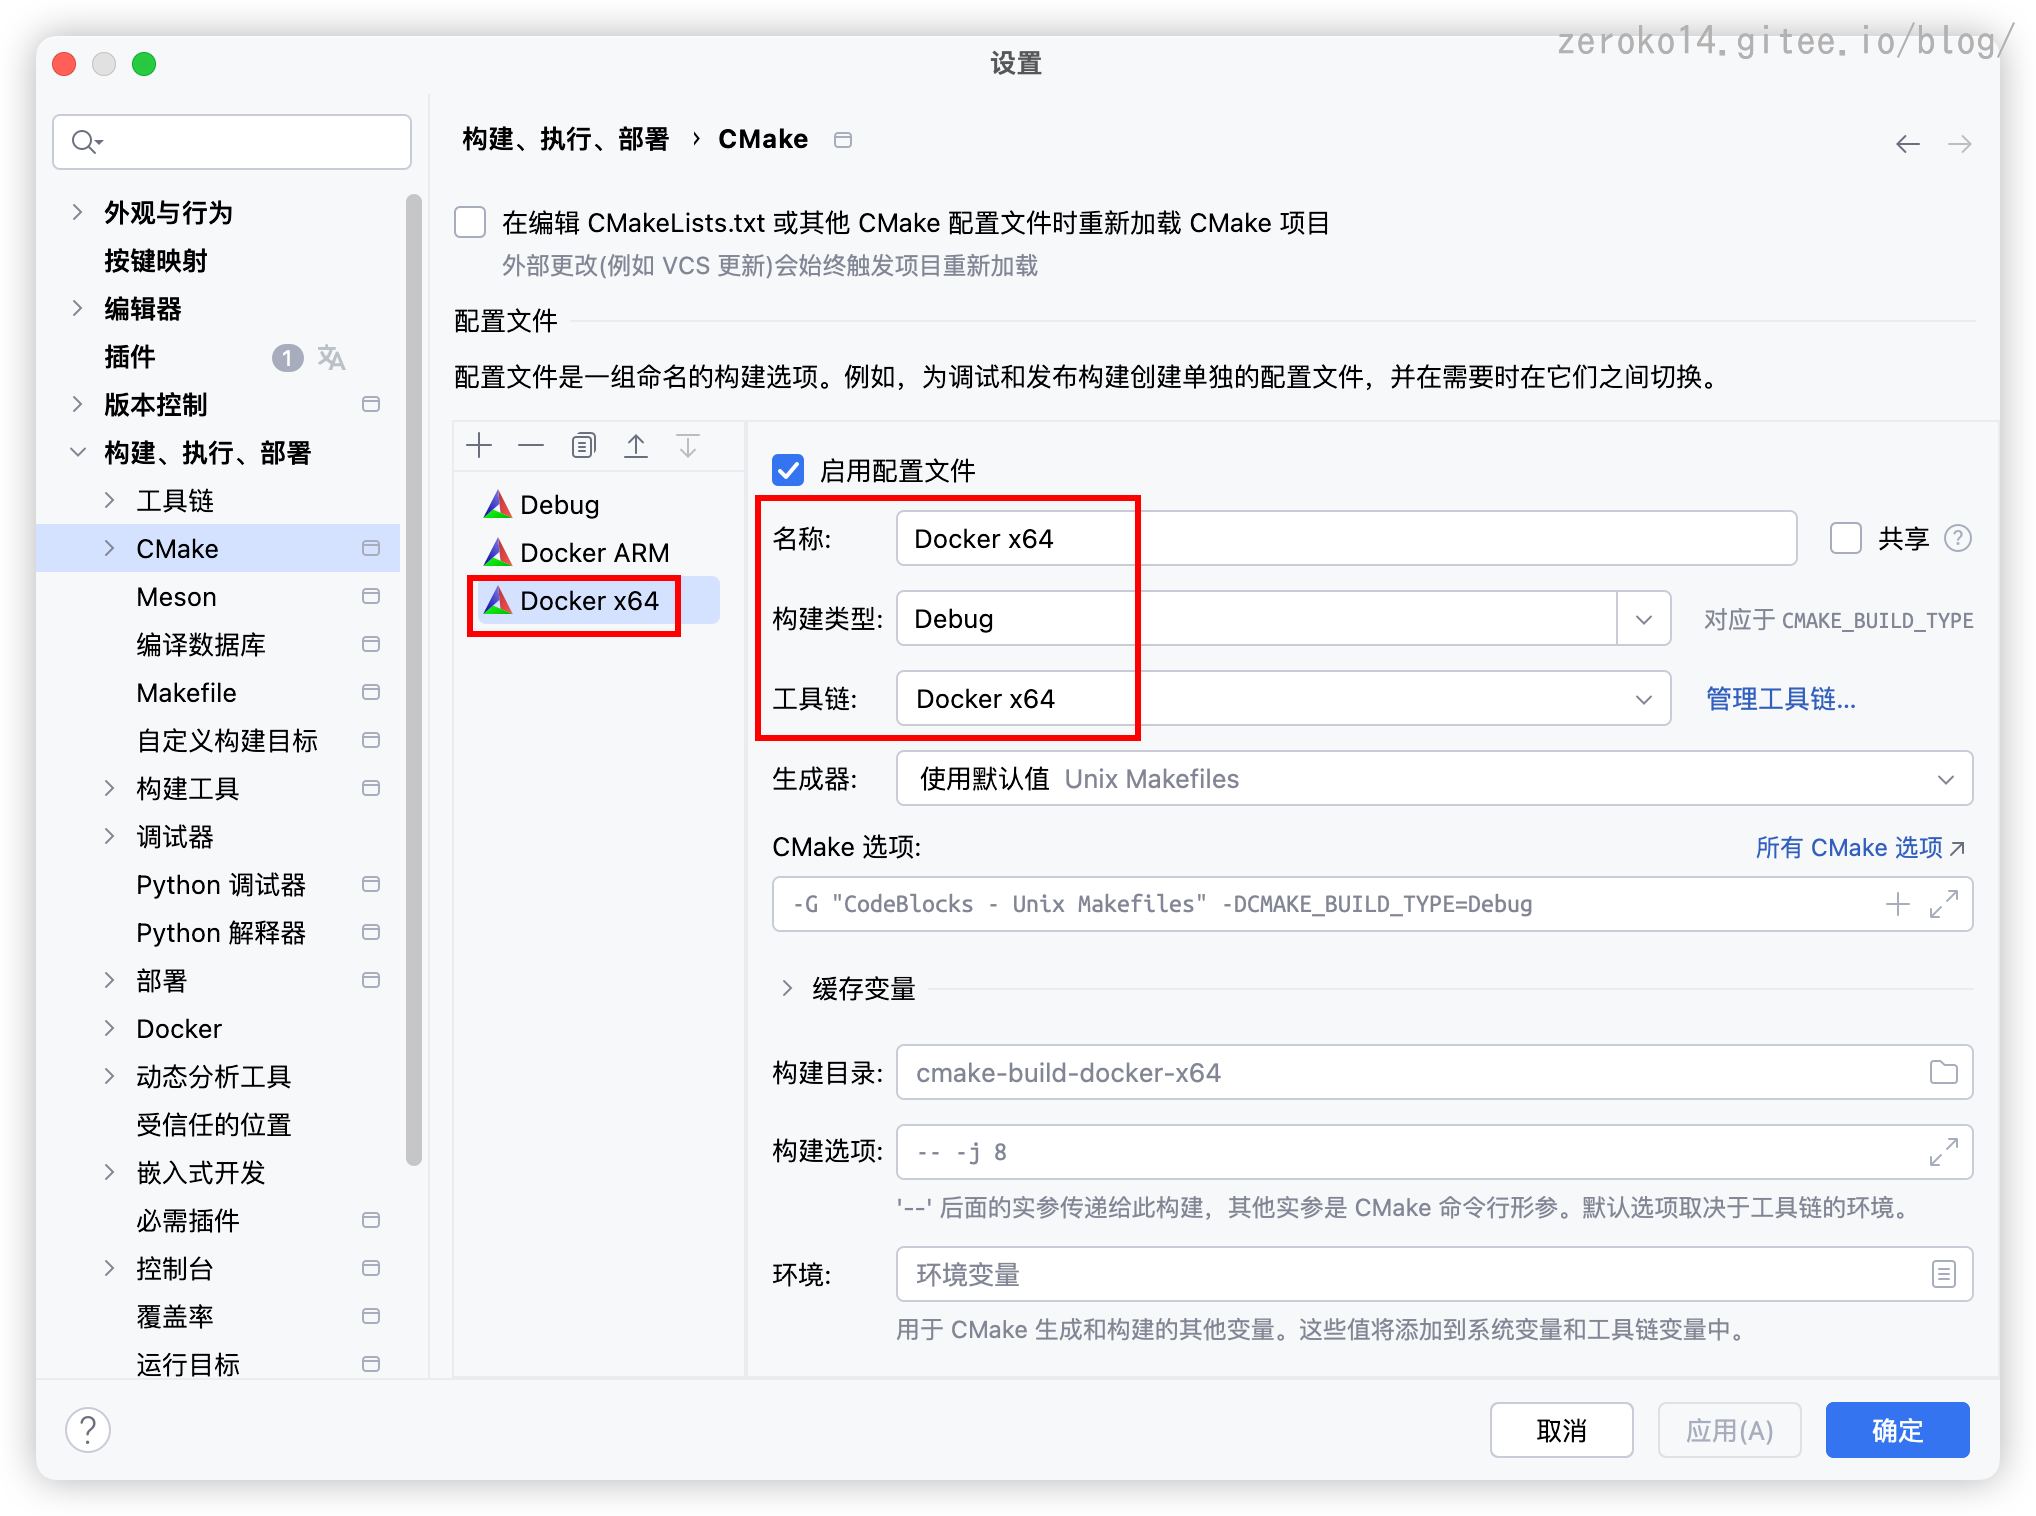 zeroko14.gitee.io/blog/
设置
外观与行为
按键映射
编辑器
插件 1
版本控制
构建、执行、部署
工具链
CMake
Meson
编译数据库
Makefile
自定义构建目标
构建工具
调试器
Python 调试器
Python 解释器
部署
Docker
动态分析工具
受信任的位置
嵌入式开发
必需插件
控制台
覆盖率
运行目标
构建、执行、部署 › CMake
在编辑 CMakeLists.txt 或其他 CMake 配置文件时重新加载 CMake 项目
外部更改(例如 VCS 更新)会始终触发项目重新加载
配置文件
配置文件是一组命名的构建选项。例如，为调试和发布构建创建单独的配置文件，并在需要时在它们之间切换。
Debug
Docker ARM
Docker x64
启用配置文件
名称: Docker x64 共享 ?
构建类型: Debug 对应于 CMAKE_BUILD_TYPE
工具链: Docker x64 管理工具链...
生成器: 使用默认值 Unix Makefiles
CMake 选项: 所有 CMake 选项↗
-G "CodeBlocks - Unix Makefiles" -DCMAKE_BUILD_TYPE=Debug
缓存变量
构建目录: cmake-build-docker-x64
构建选项: -- -j 8
'--' 后面的实参传递给此构建，其他实参是 CMake 命令行形参。默认选项取决于工具链的环境。
环境: 环境变量
用于 CMake 生成和构建的其他变量。这些值将添加到系统变量和工具链变量中。
? 取消 应用(A) 确定